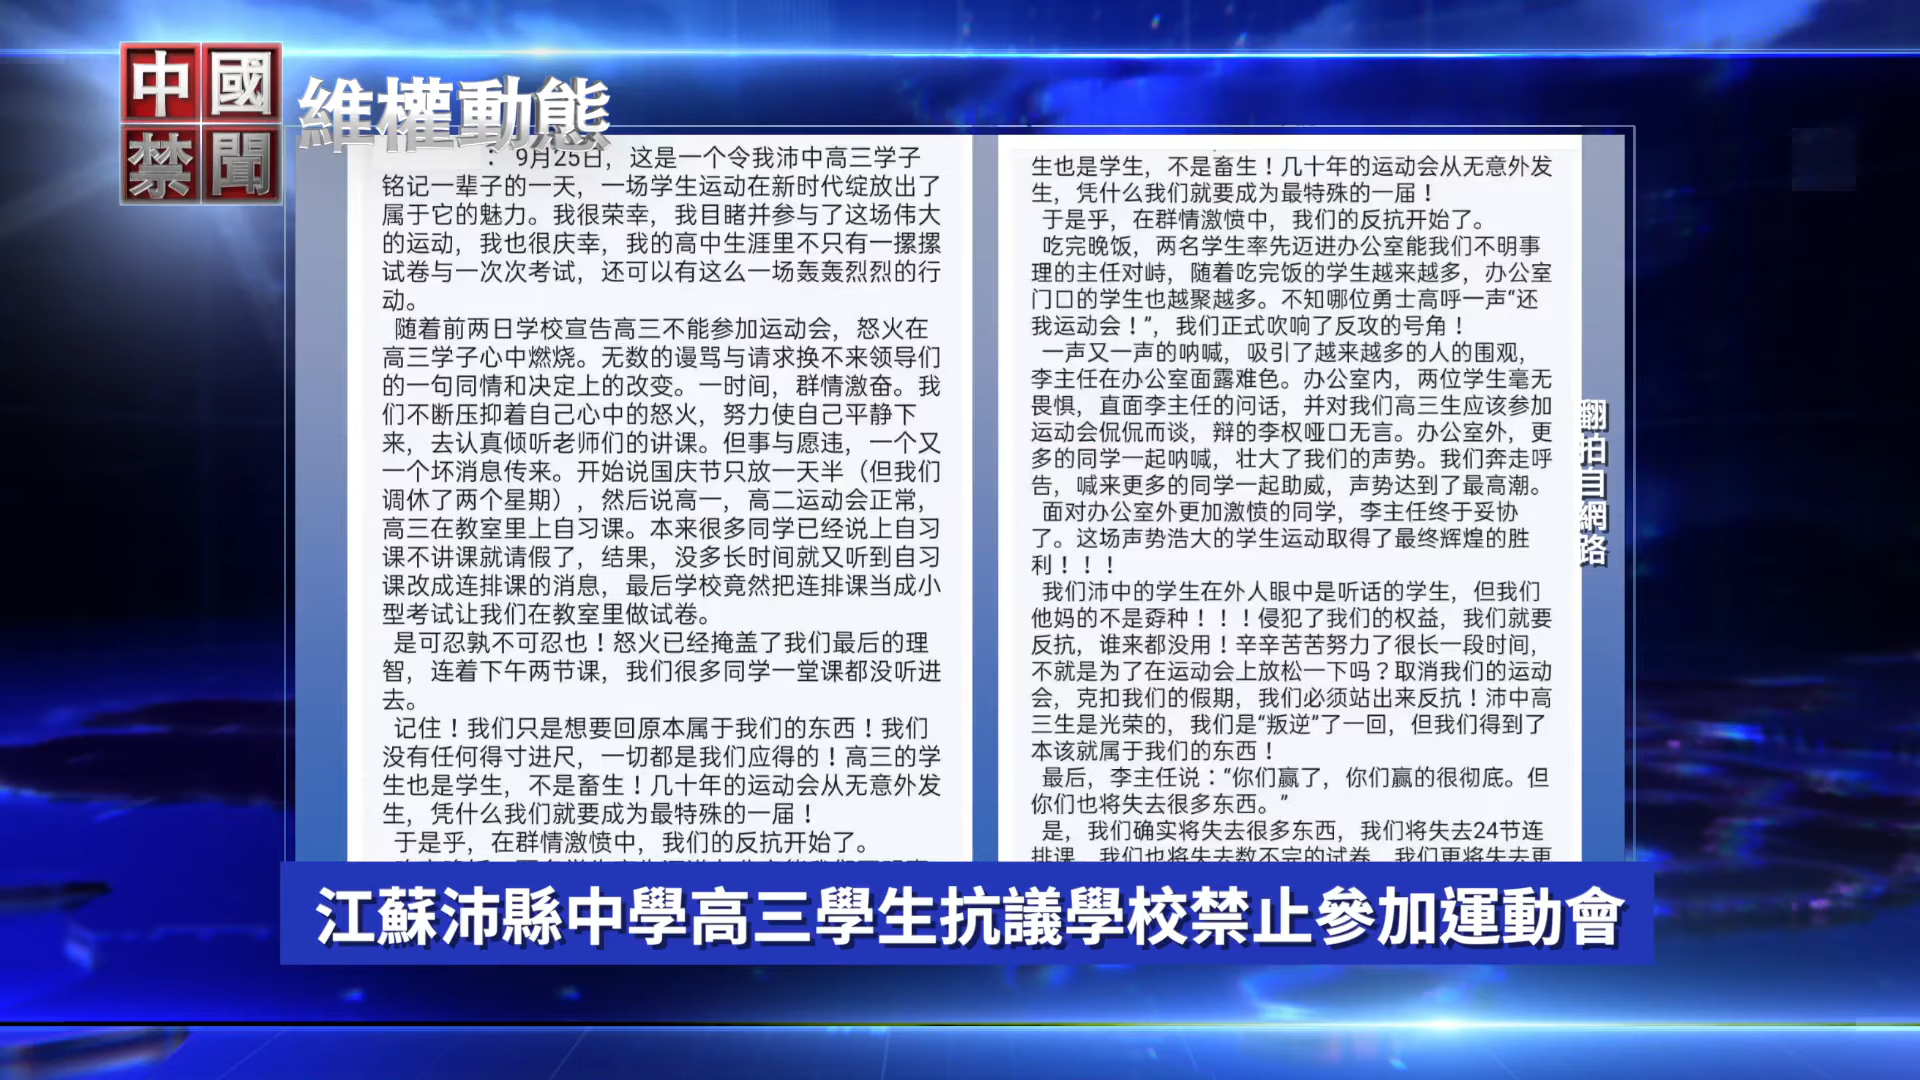 中國
禁聞
維權動態
：9月25日，这是一个令我沛中高三学子
铭记一辈子的一天，一场学生运动在新时代绽放出了
属于它的魅力。我很荣幸，我目睹并参与了这场伟大
的运动，我也很庆幸，我的高中生涯里不只有一摞摞
试卷与一次次考试，还可以有这么一场轰轰烈烈的行
动。
随着前两日学校宣告高三不能参加运动会，怒火在
高三学子心中燃烧。无数的谩骂与请求换不来领导们
的一句同情和决定上的改变。一时间，群情激奋。我
们不断压抑着自己心中的怒火，努力使自己平静下
来，去认真倾听老师们的讲课。但事与愿违，一个又
一个坏消息传来。开始说国庆节只放一天半（但我们
调休了两个星期），然后说高一，高二运动会正常，
高三在教室里上自习课。本来很多同学已经说上自习
课不讲课就请假了，结果，没多长时间就又听到自习
课改成连排课的消息，最后学校竟然把连排课当成小
型考试让我们在教室里做试卷。
是可忍孰不可忍也！怒火已经掩盖了我们最后的理
智，连着下午两节课，我们很多同学一堂课都没听进
去。
记住！我们只是想要回原本属于我们的东西！我们
没有任何得寸进尺，一切都是我们应得的！高三的学
生也是学生，不是畜生！几十年的运动会从无意外发
生，凭什么我们就要成为最特殊的一届！
于是乎，在群情激愤中，我们的反抗开始了。
生也是学生，不是畜生！几十年的运动会从无意外发
生，凭什么我们就要成为最特殊的一届！
于是乎，在群情激愤中，我们的反抗开始了。
吃完晚饭，两名学生率先迈进办公室能我们不明事
理的主任对峙，随着吃完饭的学生越来越多，办公室
门口的学生也越聚越多。不知哪位勇士高呼一声“还
我运动会！”，我们正式吹响了反攻的号角！
一声又一声的呐喊，吸引了越来越多的人的围观，
李主任在办公室面露难色。办公室内，两位学生毫无
畏惧，直面李主任的问话，并对我们高三生应该参加
运动会侃侃而谈，辩的李权哑口无言。办公室外，更
多的同学一起呐喊，壮大了我们的声势。我们奔走呼
告，喊来更多的同学一起助威，声势达到了最高潮。
面对办公室外更加激愤的同学，李主任终于妥协
了。这场声势浩大的学生运动取得了最终辉煌的胜
利！！！
我们沛中的学生在外人眼中是听话的学生，但我们
他妈的不是孬种！！！侵犯了我们的权益，我们就要
反抗，谁来都没用！辛辛苦苦努力了很长一段时间，
不就是为了在运动会上放松一下吗？取消我们的运动
会，克扣我们的假期，我们必须站出来反抗！沛中高
三生是光荣的，我们是“叛逆”了一回，但我们得到了
本该就属于我们的东西！
最后，李主任说：“你们赢了，你们赢的很彻底。但
你们也将失去很多东西。”
是，我们确实将失去很多东西，我们将失去24节连
排课，我们也将失去数不完的试卷，我们更将失去更
翻拍自網路
江蘇沛縣中學高三學生抗議學校禁止參加運動會